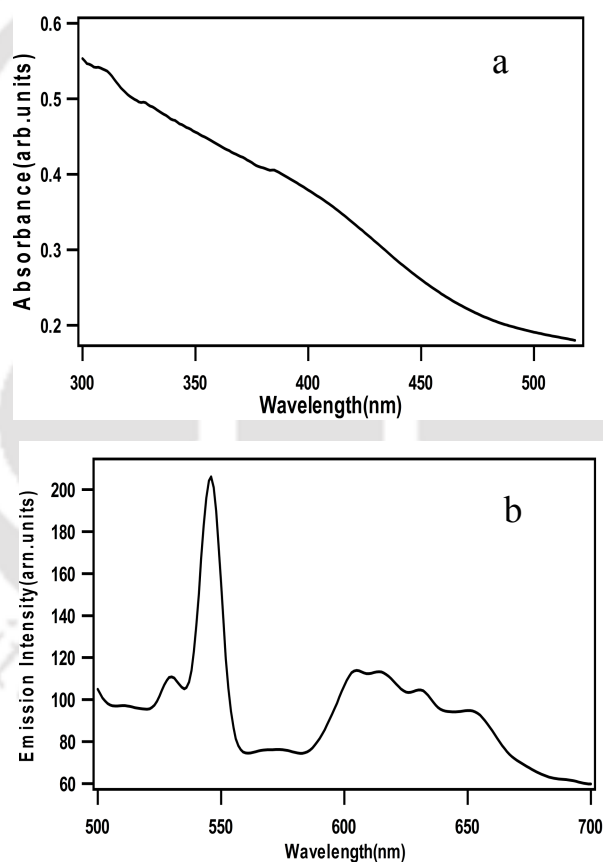 0.6
a
0.5
0.4
0.3
0.2
Absorbance(arb.units)
300 350 400 450 500
Wavelength(nm)
200
b
180
160
140
120
100
80
60
Emission Intensity(arn.units)
500 550 600 650 700
Wavelength(nm)